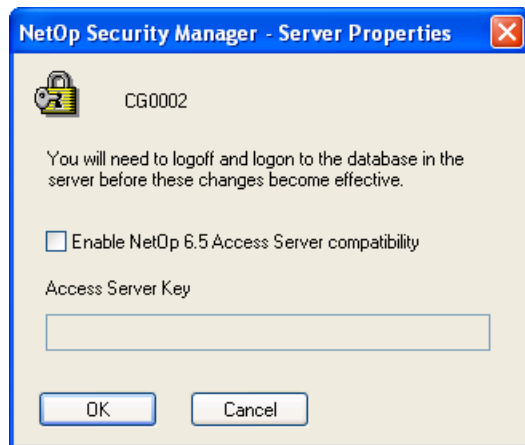 NetOp Security Manager - Server Properties
CG0002
You will need to logoff and logon to the database in the
server before these changes become effective.
Enable NetOp 6.5 Access Server compatibility
Access Server Key
OK
Cancel